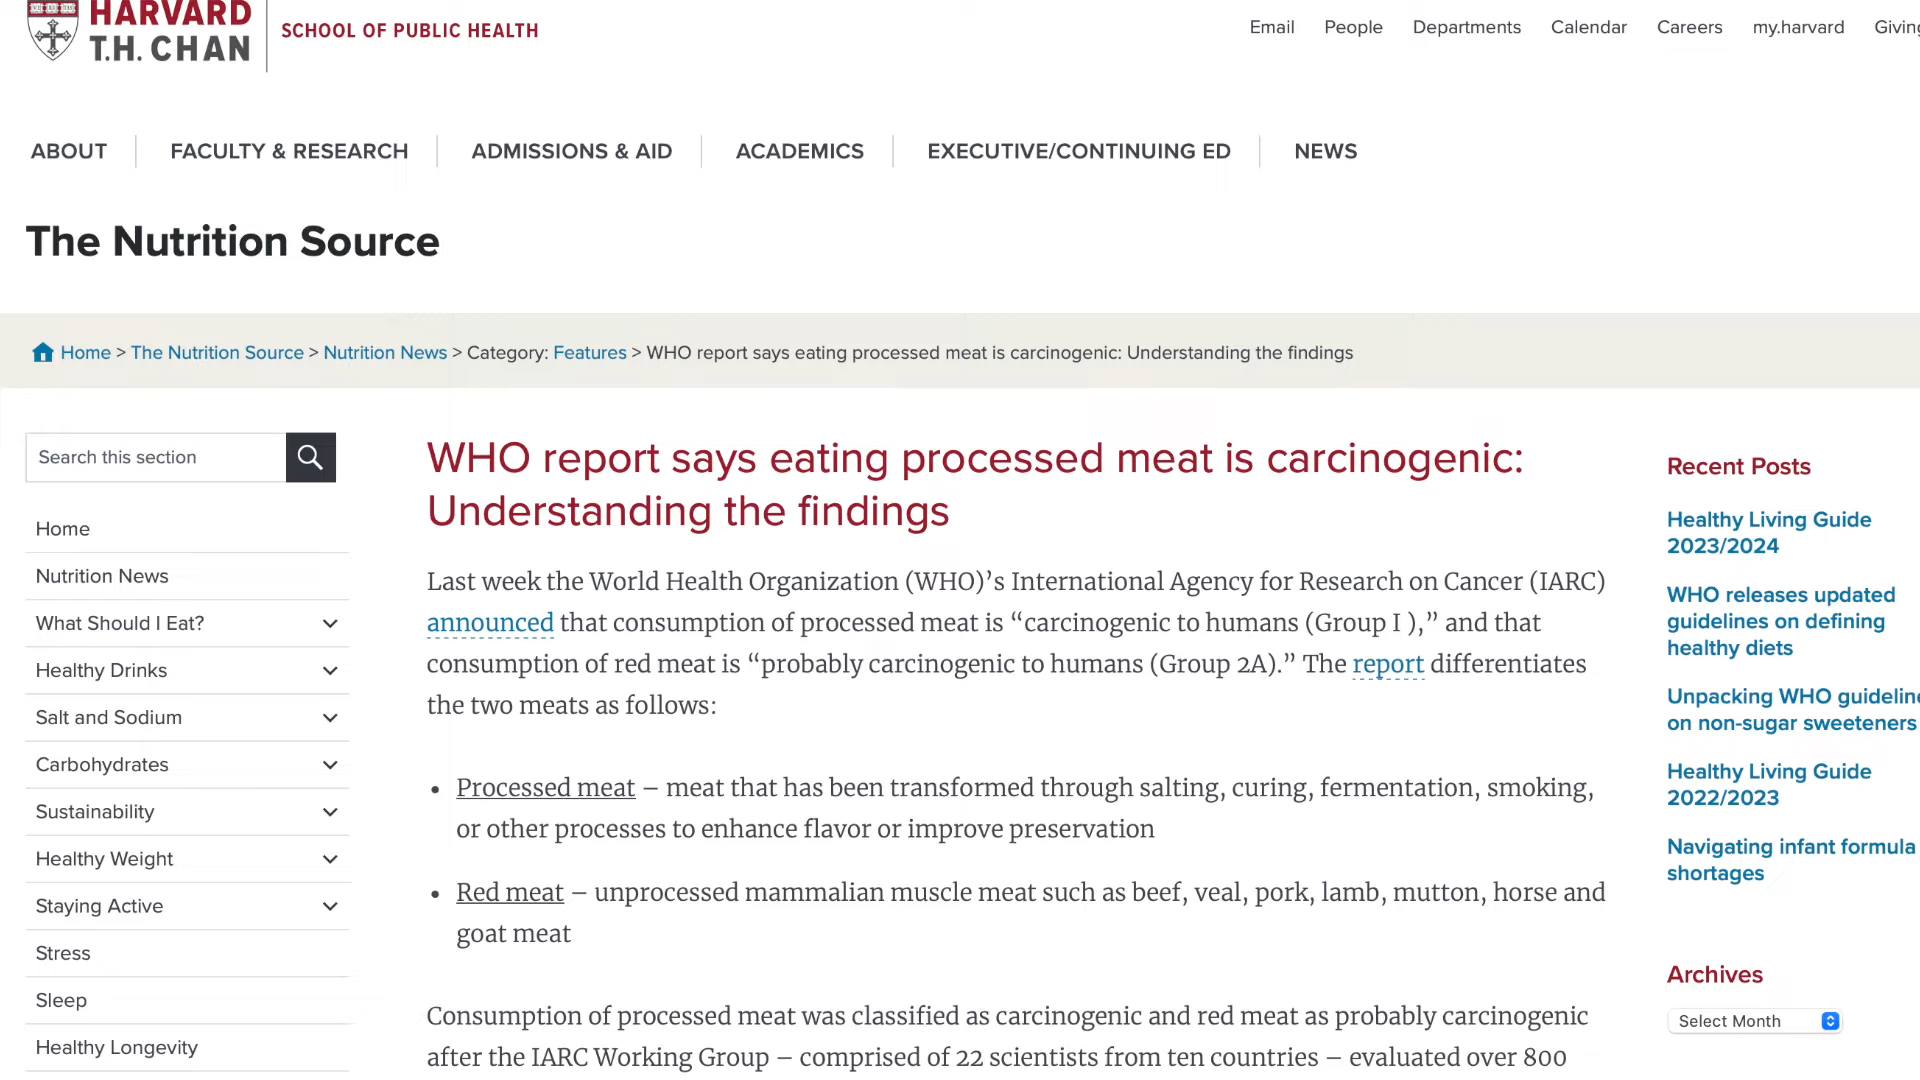 HARVARD
T.H. CHAN
SCHOOL OF PUBLIC HEALTH
Email People Departments Calendar Careers my.harvard Giving
ABOUT FACULTY & RESEARCH ADMISSIONS & AID ACADEMICS EXECUTIVE/CONTINUING ED NEWS
The Nutrition Source
Home > The Nutrition Source > Nutrition News > Category: Features > WHO report says eating processed meat is carcinogenic: Understanding the findings
Search this section
Home
Nutrition News
What Should I Eat?
Healthy Drinks
Salt and Sodium
Carbohydrates
Sustainability
Healthy Weight
Staying Active
Stress
Sleep
Healthy Longevity
WHO report says eating processed meat is carcinogenic:
Understanding the findings
Last week the World Health Organization (WHO)’s International Agency for Research on Cancer (IARC)
announced that consumption of processed meat is “carcinogenic to humans (Group I ),” and that
consumption of red meat is “probably carcinogenic to humans (Group 2A).” The report differentiates
the two meats as follows:
• Processed meat – meat that has been transformed through salting, curing, fermentation, smoking,
or other processes to enhance flavor or improve preservation
• Red meat – unprocessed mammalian muscle meat such as beef, veal, pork, lamb, mutton, horse and
goat meat
Consumption of processed meat was classified as carcinogenic and red meat as probably carcinogenic
after the IARC Working Group – comprised of 22 scientists from ten countries – evaluated over 800
Recent Posts
Healthy Living Guide
2023/2024
WHO releases updated
guidelines on defining
healthy diets
Unpacking WHO guideline
on non-sugar sweeteners
Healthy Living Guide
2022/2023
Navigating infant formula
shortages
Archives
Select Month